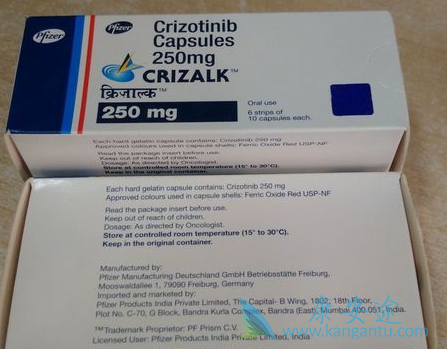 Pfizer
Pfizer
Crizotinib
Capsules
250mg
CRIZALK™
क्रिज़ाल्क™
250 mg
Oral use
6 strips of
10 capsules each.
Each hard gelatin capsule contains: Crizotinib 250 mg
Approved colours used in capsule shells: Ferric Oxide Red USP-NF
Read the package insert before use.
Keep out of reach of children.
Dosage: As directed by Oncologist.
Store at controlled room temperature (15° to 30°C).
Keep in the original container.
Each hard gelatin capsule contains: Crizotinib 250 mg
Approved colours used in capsule shells: Ferric Oxide Red USP-NF
Read the package insert before use.
Keep out of reach of children.
Dosage: As directed by Oncologist.
Store at controlled room temperature (15° to 30°C).
Keep in the original container.
Manufactured by:
Pfizer Manufacturing Deutschland GmbH Betriebsstätte Freiburg,
Mooswaldallee 1, 79090 Freiburg, Germany
Imported and marketed by:
Pfizer Products India Private Limited, The Capital- B Wing, 1802, 18th Floor,
Plot No. C-70, G Block, Bandra Kurla Complex, Bandra (East), Mumbai 400 051, India.
™Trademark Proprietor: PF Prism C.V.
Licensed User: Pfizer Products India Private Limited, India
康安途
www.kangantu.com